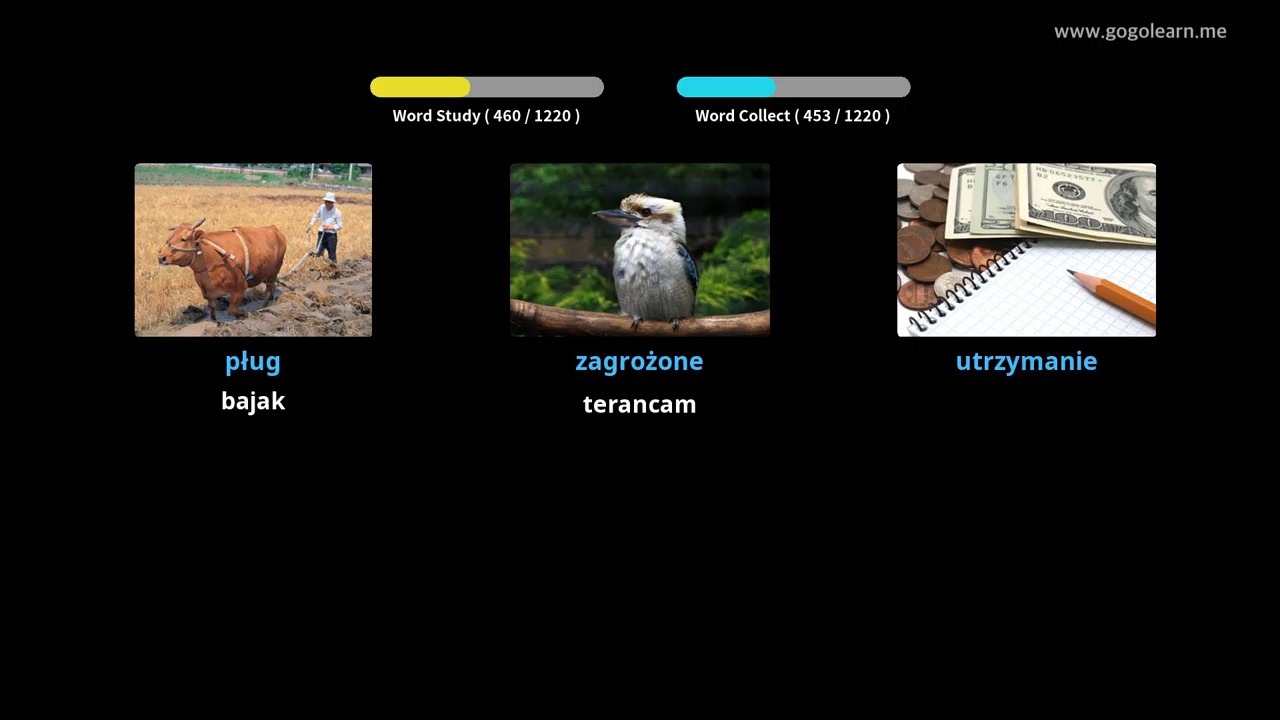 www.gogolearn.me
Word Study ( 460 / 1220 )
Word Collect ( 453 / 1220 )
pług
zagrożone
utrzymanie
bajak
terancam